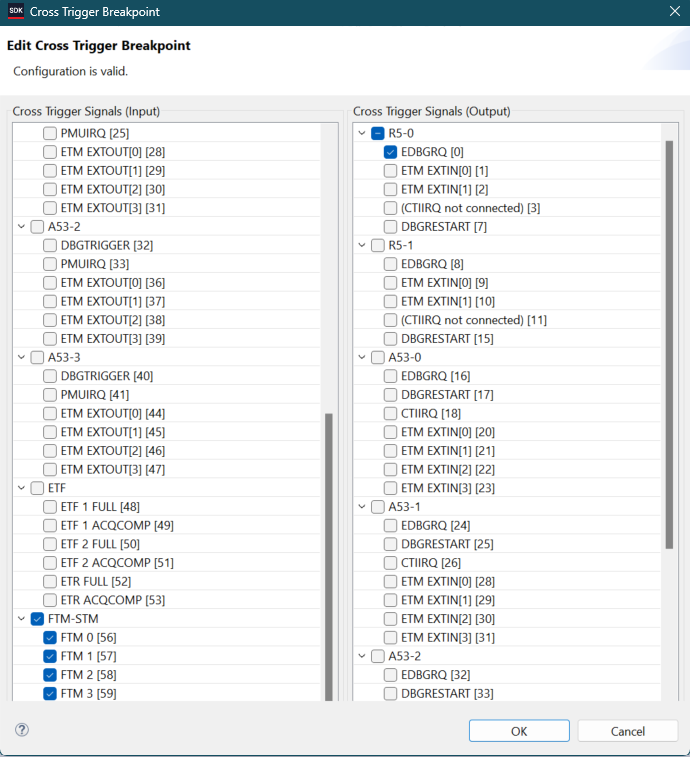 SDK Cross Trigger Breakpoint
Edit Cross Trigger Breakpoint
Configuration is valid.
Cross Trigger Signals (Input)
PMUIRQ [25]
ETM EXTOUT[0] [28]
ETM EXTOUT[1] [29]
ETM EXTOUT[2] [30]
ETM EXTOUT[3] [31]
A53-2
DBGTRIGGER [32]
PMUIRQ [33]
ETM EXTOUT[0] [36]
ETM EXTOUT[1] [37]
ETM EXTOUT[2] [38]
ETM EXTOUT[3] [39]
A53-3
DBGTRIGGER [40]
PMUIRQ [41]
ETM EXTOUT[0] [44]
ETM EXTOUT[1] [45]
ETM EXTOUT[2] [46]
ETM EXTOUT[3] [47]
ETF
ETF 1 FULL [48]
ETF 1 ACQCOMP [49]
ETF 2 FULL [50]
ETF 2 ACQCOMP [51]
ETR FULL [52]
ETR ACQCOMP [53]
FTM-STM
FTM 0 [56]
FTM 1 [57]
FTM 2 [58]
FTM 3 [59]
Cross Trigger Signals (Output)
R5-0
EDBGRQ [0]
ETM EXTIN[0] [1]
ETM EXTIN[1] [2]
(CTIIRQ not connected) [3]
DBGRESTART [7]
R5-1
EDBGRQ [8]
ETM EXTIN[0] [9]
ETM EXTIN[1] [10]
(CTIIRQ not connected) [11]
DBGRESTART [15]
A53-0
EDBGRQ [16]
DBGRESTART [17]
CTIIRQ [18]
ETM EXTIN[0] [20]
ETM EXTIN[1] [21]
ETM EXTIN[2] [22]
ETM EXTIN[3] [23]
A53-1
EDBGRQ [24]
DBGRESTART [25]
CTIIRQ [26]
ETM EXTIN[0] [28]
ETM EXTIN[1] [29]
ETM EXTIN[2] [30]
ETM EXTIN[3] [31]
A53-2
EDBGRQ [32]
DBGRESTART [33]
?
OK
Cancel